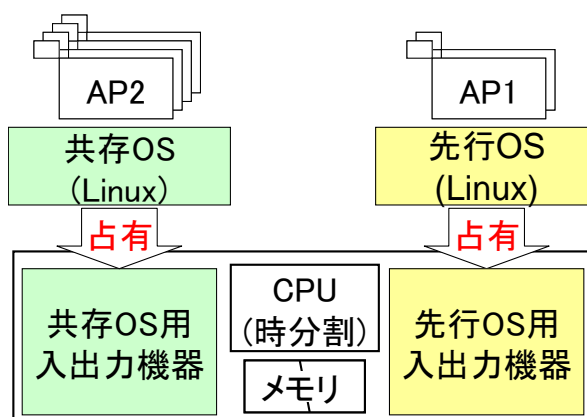 AP2
AP1
共存OS
(Linux)
先行OS
(Linux)
占有
占有
共存OS用
入出力機器
CPU
(時分割)
メモリ
先行OS用
入出力機器